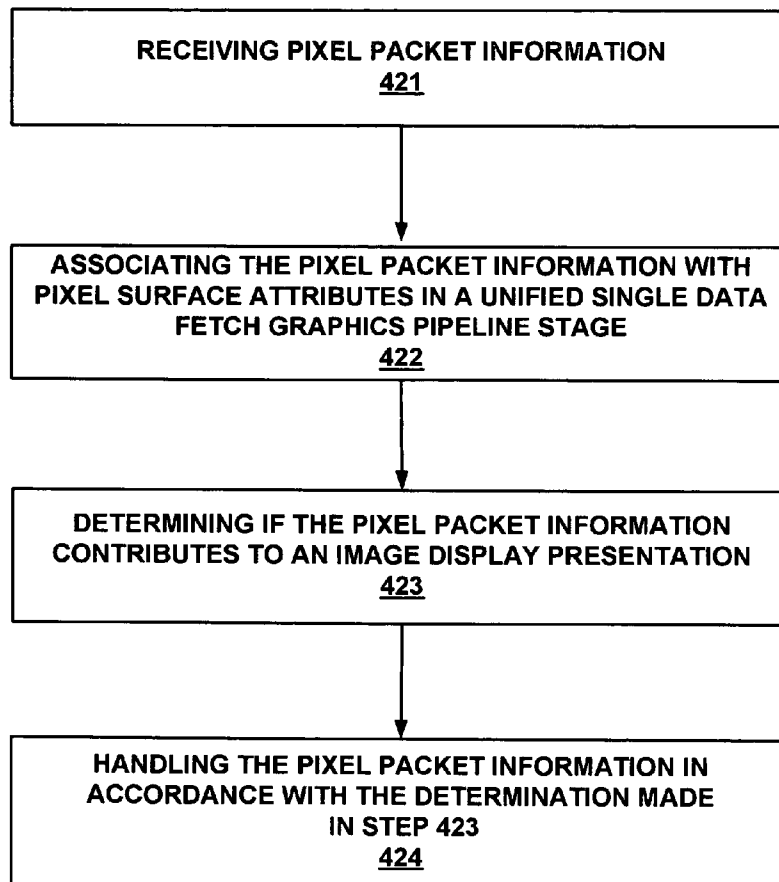 RECEIVING PIXEL PACKET INFORMATION
421
ASSOCIATING THE PIXEL PACKET INFORMATION WITH
PIXEL SURFACE ATTRIBUTES IN A UNIFIED SINGLE DATA
FETCH GRAPHICS PIPELINE STAGE
422
DETERMINING IF THE PIXEL PACKET INFORMATION
CONTRIBUTES TO AN IMAGE DISPLAY PRESENTATION
423
HANDLING THE PIXEL PACKET INFORMATION IN
ACCORDANCE WITH THE DETERMINATION MADE
IN STEP 423
424